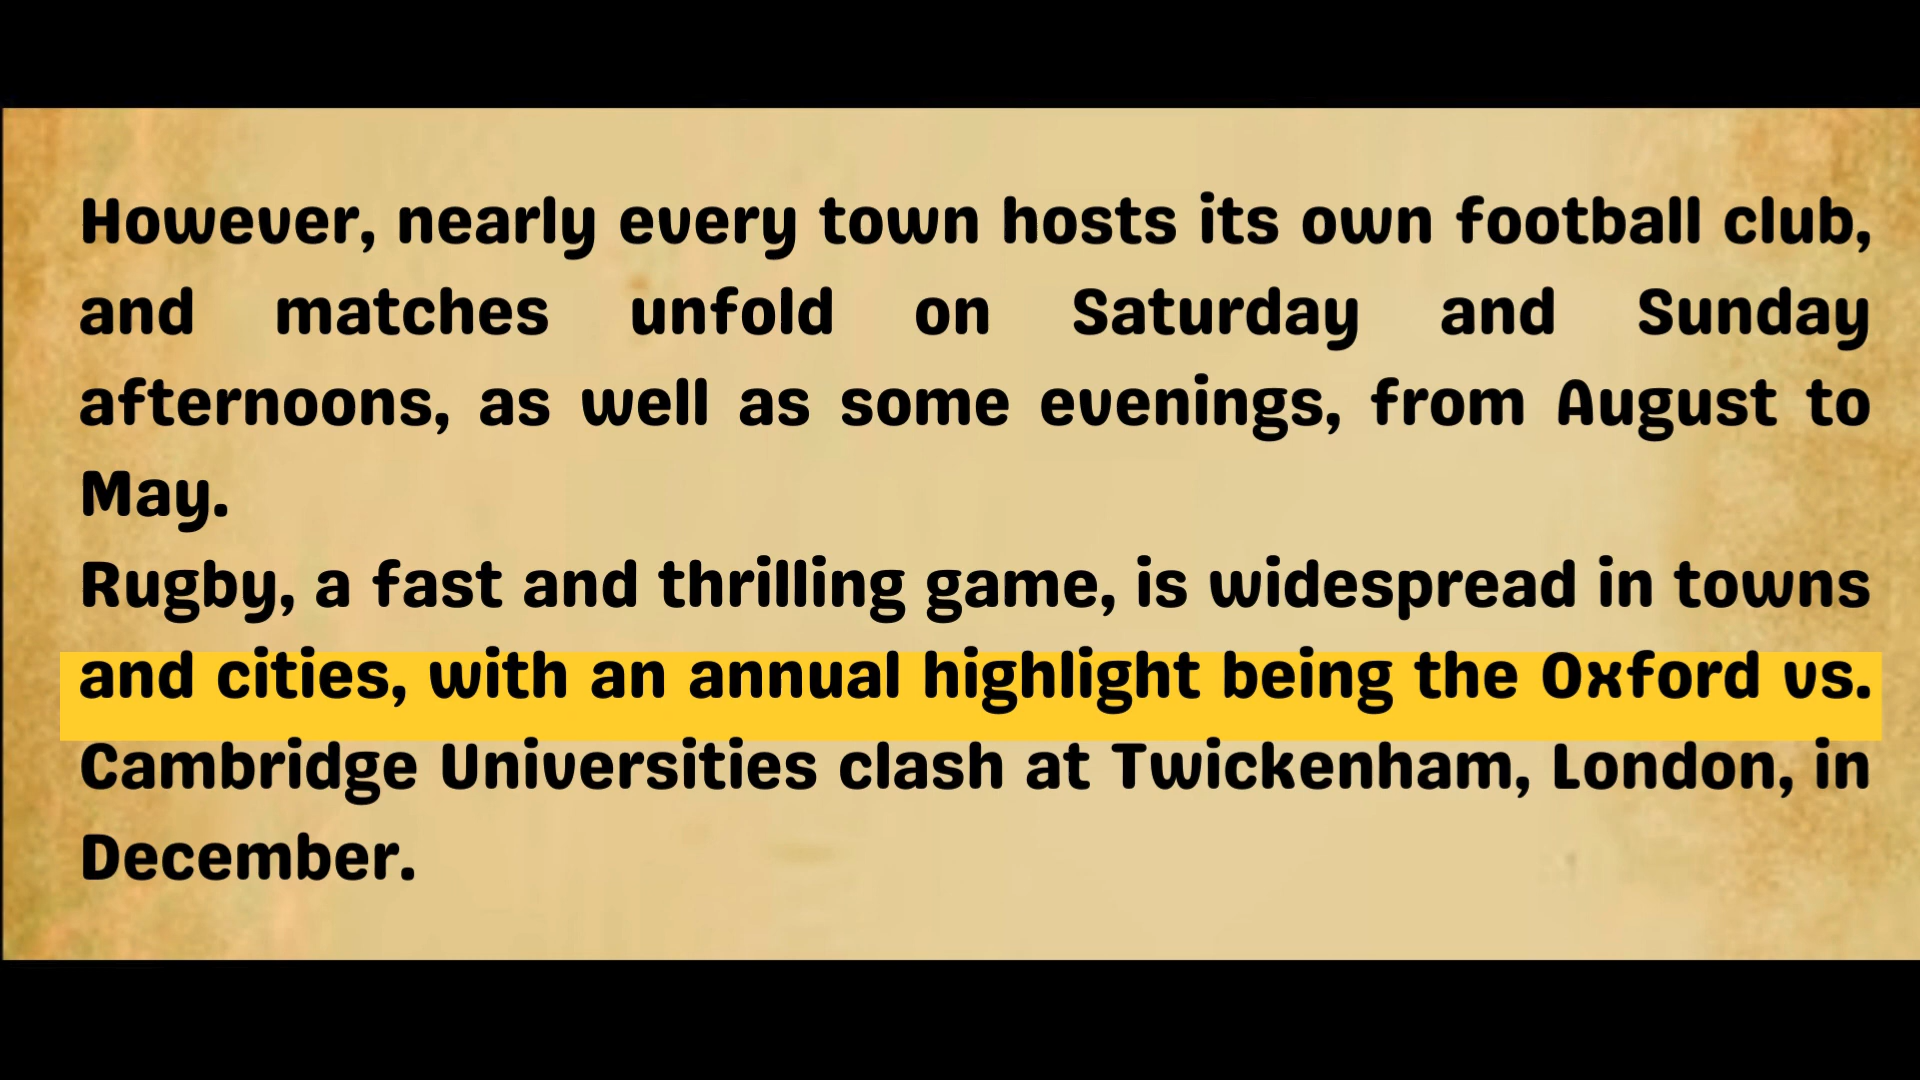 However, nearly every town hosts its own football club,
and matches unfold on Saturday and Sunday
afternoons, as well as some evenings, from August to
May.
Rugby, a fast and thrilling game, is widespread in towns
and cities, with an annual highlight being the Oxford vs.
Cambridge Universities clash at Twickenham, London, in
December.